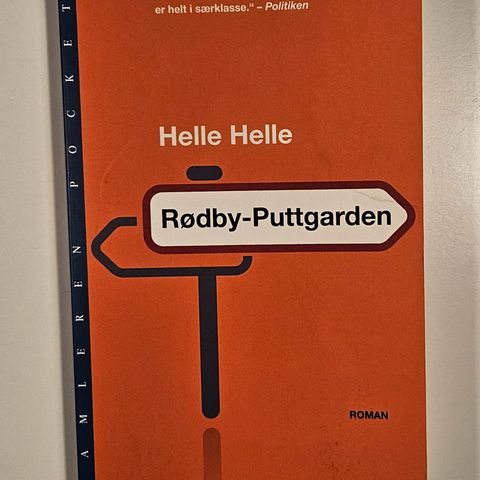 er helt i særklasse.“ – Politiken
Helle Helle
Rødby-Puttgarden
ROMAN
AMLEREN POCKET